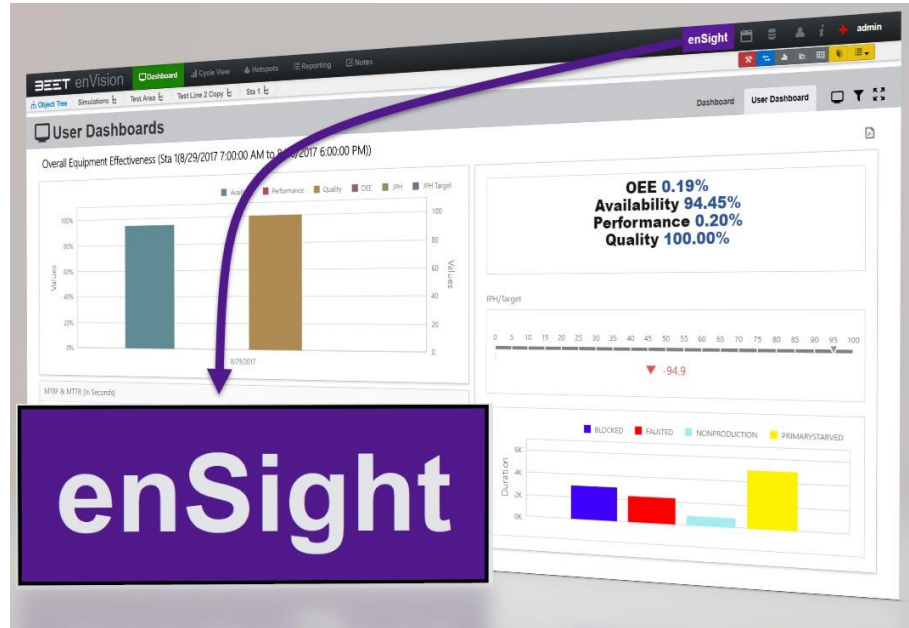 enSight
admin
BEET enVision
Dashboard
Cycle View
Hotspots
Reporting
Notes
Object Tree
Simulations
Test Area
Test Line 2 Copy
Sta 1
User Dashboards
Dashboard
User Dashboard
Overall Equipment Effectiveness (Sta 1(8/29/2017 7:00:00 AM to 6:00:00 PM))
Performance
Quality
OEE
JPH
JPH Target
100%
80%
60%
40%
20%
0%
Values
100
80
60
40
20
0
Values
8/29/2017
OEE 0.19%
Availability 94.45%
Performance 0.20%
Quality 100.00%
JPH/Target
0 5 10 15 20 25 30 35 40 45 50 55 60 65 70 75 80 85 90 95 100
-94.9
MTBF & MTTR (In Seconds)
BLOCKED
FAULTED
NONPRODUCTION
PRIMARYSTARVED
Duration
6K
4K
2K
0K
enSight